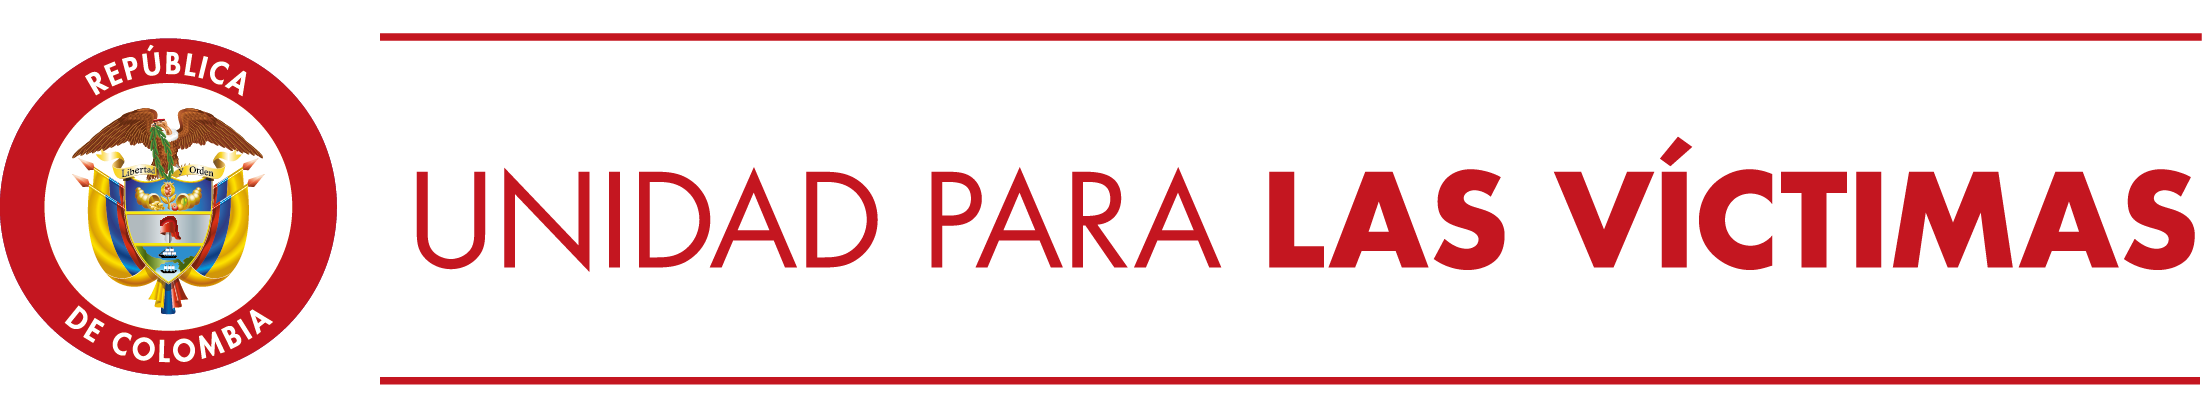 REPÚBLICA
Libertad y Orden
DE COLOMBIA
UNIDAD PARA LAS VÍCTIMAS